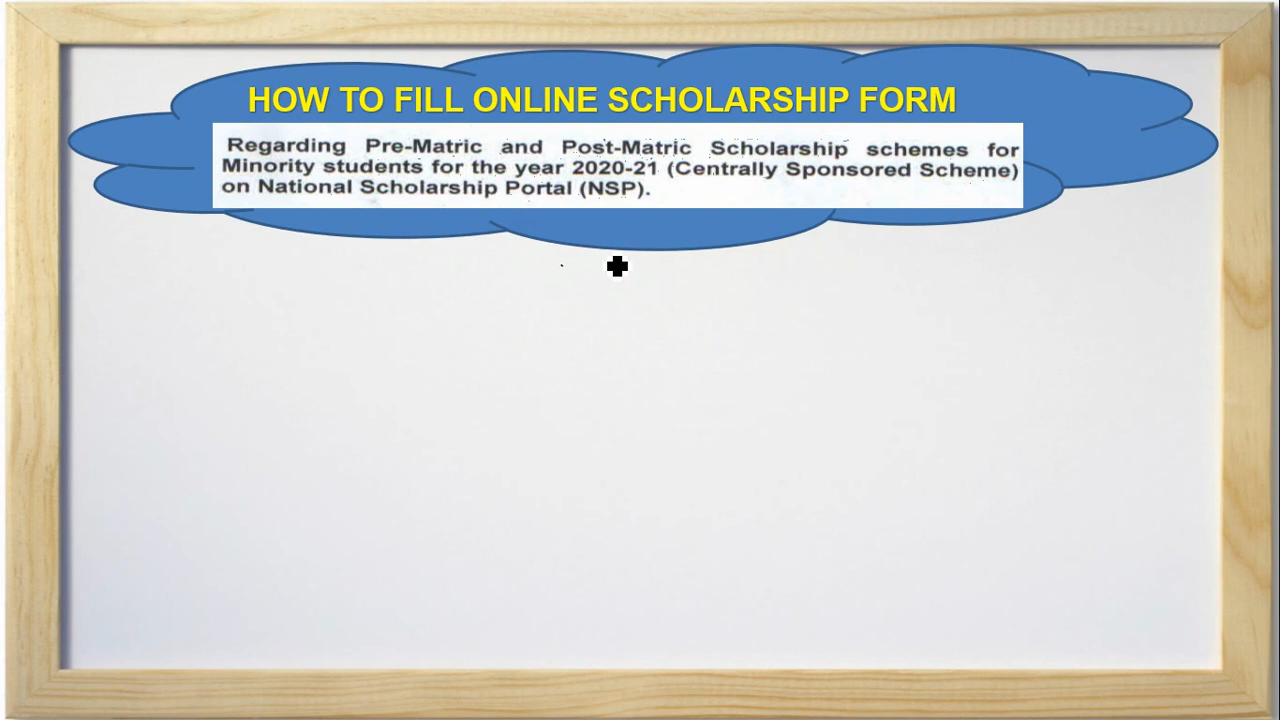 HOW TO FILL ONLINE SCHOLARSHIP FORM
Regarding Pre-Matric and Post-Matric Scholarship schemes for
Minority students for the year 2020-21 (Centrally Sponsored Scheme)
on National Scholarship Portal (NSP).